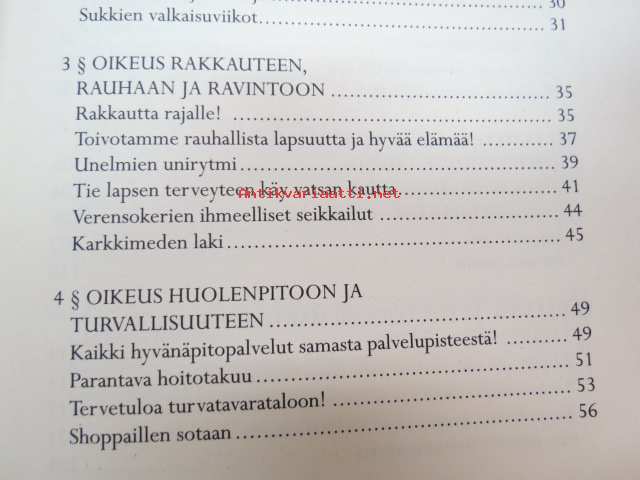 30
Sukkien valkaisuviikot 31
3 § OIKEUS RAKKAUTEEN,
RAUHAAN JA RAVINTOON 35
Rakkautta rajalle! 35
Toivotamme rauhallista lapsuutta ja hyvää elämää! 37
Unelmien unirytmi 39
Tie lapsen terveyteen käy vatsan kautta 41
antikvariaatti.net
Verensokerien ihmeelliset seikkailut 44
Karkkimeden laki 45
4 § OIKEUS HUOLENPITOON JA
TURVALLISUUTEEN 49
Kaikki hyvänäpitopalvelut samasta palvelupisteestä! 49
Parantava hoitotakuu 51
Tervetuloa turvatavarataloon! 53
Shoppaillen sotaan 56